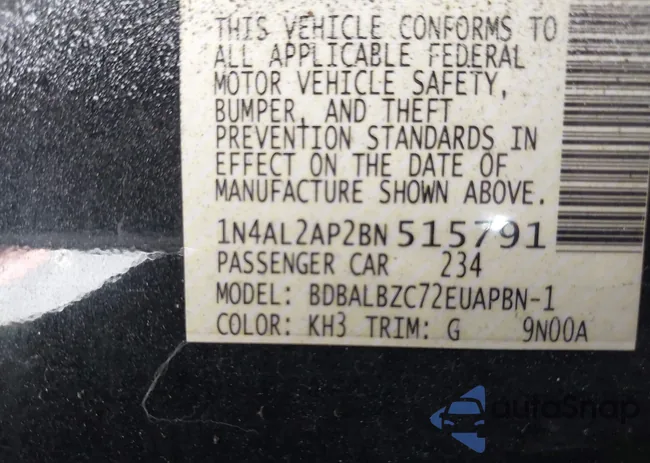 THIS VEHICLE CONFORMS TO
ALL APPLICABLE FEDERAL
MOTOR VEHICLE SAFETY,
BUMPER, AND THEFT
PREVENTION STANDARDS IN
EFFECT ON THE DATE OF
MANUFACTURE SHOWN ABOVE.
1N4AL2AP2BN 515791
PASSENGER CAR 234
MODEL: BDBALBZC72EUAPBN-1
COLOR: KH3 TRIM: G 9N00A
autoSnap